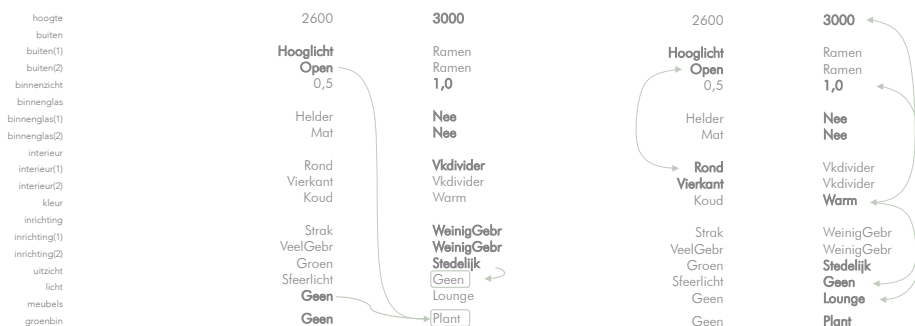 hoogte 2600 3000 2600 3000
buiten
buiten(1) Hooglicht Ramen Hooglicht Ramen
buiten(2) Open Ramen Open Ramen
binnenzicht 0,5 1,0 0,5 1,0
binnenglas
binnenglas(1) Helder Nee Helder Nee
binnenglas(2) Mat Nee Mat Nee
interieur
interieur(1) Rond Vkdivider Rond Vkdivider
interieur(2) Vierkant Vkdivider Vierkant Vkdivider
kleur Koud Warm Koud Warm
inrichting
inrichting(1) Strak WeinigGebr Strak WeinigGebr
inrichting(2) VeelGebr WeinigGebr VeelGebr WeinigGebr
uitzicht Groen Stedelijk Groen Stedelijk
licht Sfeerlicht Geen Sfeerlicht Geen
meubels Geen Lounge Geen Lounge
groenbin Geen Plant Geen Plant